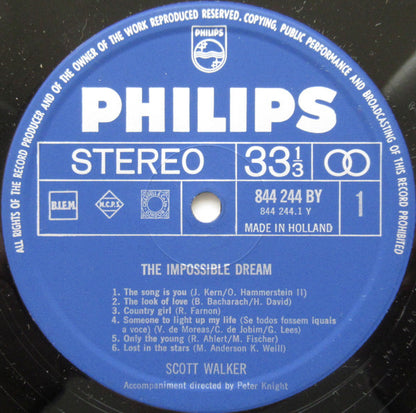 ALL RIGHTS OF THE RECORD PRODUCER AND OF THE OWNER OF THE WORK REPRODUCED RESERVED. COPYING, PUBLIC PERFORMANCE AND BROADCASTING OF THIS RECORD PROHIBITED
PHILIPS
PHILIPS
STEREO 33 1/3
B.I.E.M. N.C.P.S. 844 244 BY 1
844 244.1 Y
MADE IN HOLLAND
THE IMPOSSIBLE DREAM
1. The song is you (J. Kern/O. Hammerstein II)
2. The look of love (B. Bacharach/H. David)
3. Country girl (R. Farnon)
4. Someone to light up my life (Se todos fossem iquais
a voce) (V. de Moreas/C. de Jobim/G. Lees)
5. Only the young (R. Ahlert/M. Fischer)
6. Lost in the stars (M. Anderson K. Weill)
SCOTT WALKER
Accompaniment directed by Peter Knight